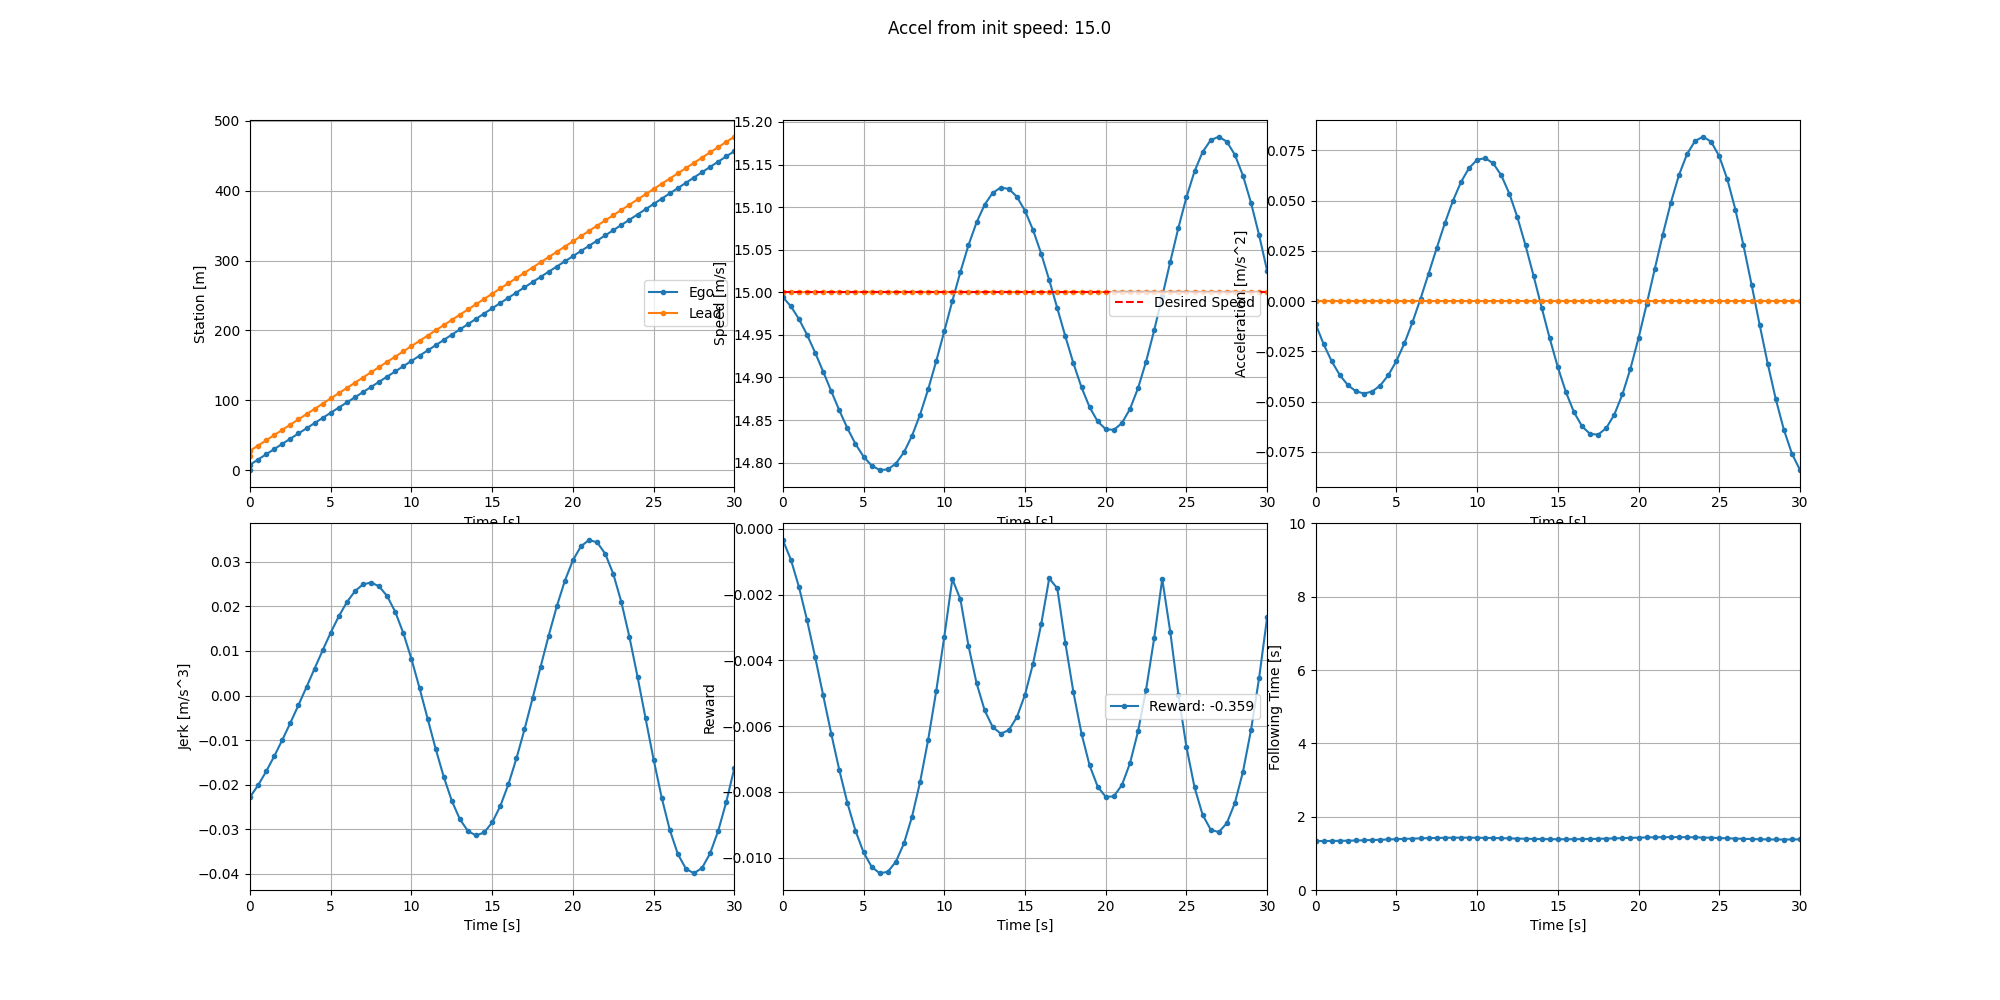 Accel from init speed: 15.0
Station [m]
500
400
300
200
100
0
0 5 10 15 20 25 30
Time [s]
Ego
Lead
Speed [m/s]
15.20
15.15
15.10
15.05
15.00
14.95
14.90
14.85
14.80
0 5 10 15 20 25 30
Time [s]
Desired Speed
Acceleration [m/s^2]
0.075
0.050
0.025
0.000
−0.025
−0.050
−0.075
0 5 10 15 20 25 30
Time [s]
Jerk [m/s^3]
0.03
0.02
0.01
0.00
−0.01
−0.02
−0.03
−0.04
0 5 10 15 20 25 30
Time [s]
Reward
0.000
−0.002
−0.004
−0.006
−0.008
−0.010
0 5 10 15 20 25 30
Time [s]
Reward: -0.359
Following Time [s]
10
8
6
4
2
0
0 5 10 15 20 25 30
Time [s]